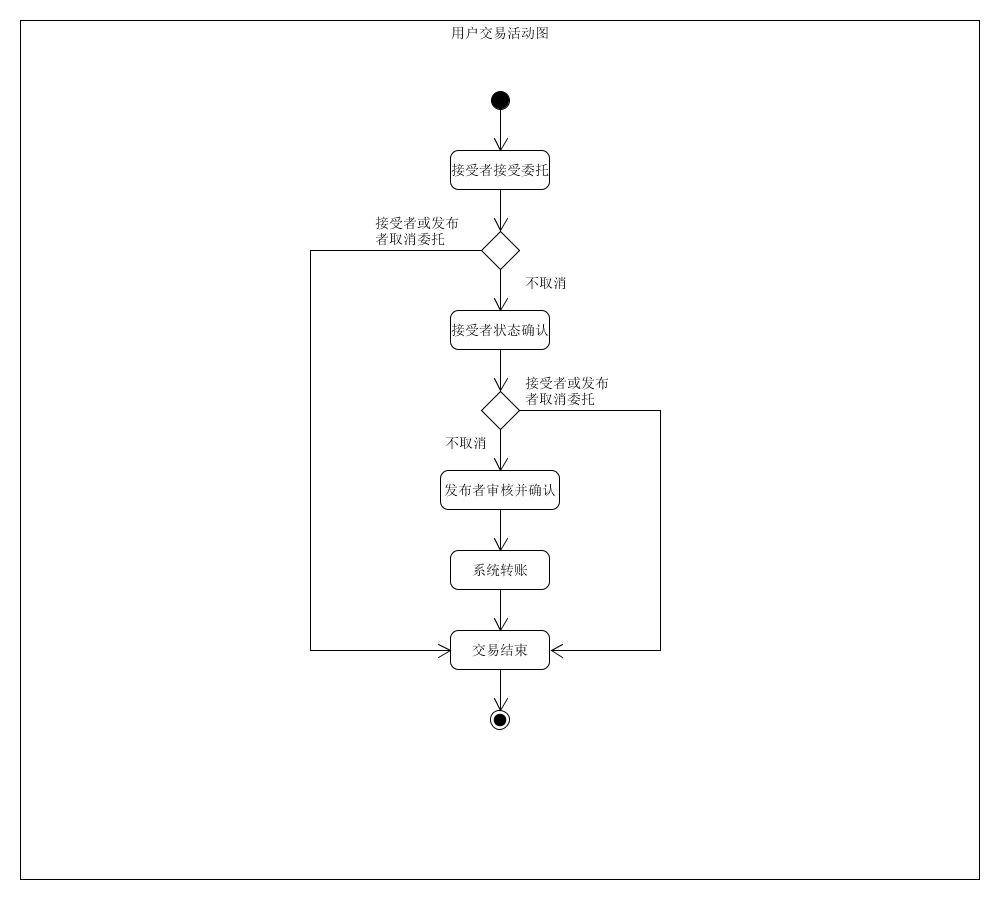 用户交易活动图
接受者接受委托
接受者或发布
者取消委托
不取消
接受者状态确认
接受者或发布
者取消委托
不取消
发布者审核并确认
系统转账
交易结束